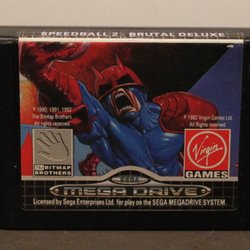 SPEEDBALL 2 - BRUTAL DELUXE
© 1990, 1991, 1992
The Bitmap Brothers
All rights reserved.
© 1992 Virgin Games Ltd.
All rights reserved.
The BITMAP
BROTHERS
Virgin
GAMES
SEGA
MEGA DRIVE
Licensed by Sega Enterprises Ltd. for play on the SEGA MEGADRIVE SYSTEM.